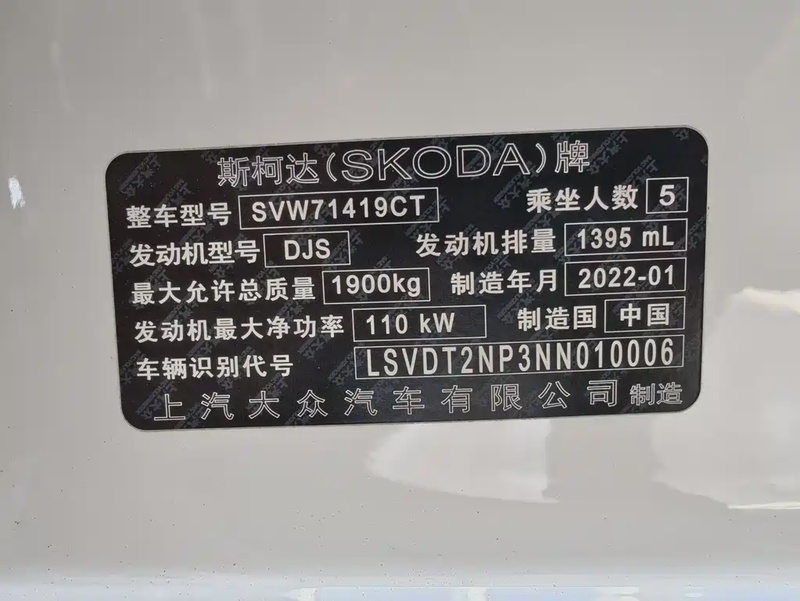 斯柯达(SKODA)牌
整车型号 SVW71419CT 乘坐人数 5
发动机型号 DJS 发动机排量 1395 mL
最大允许总质量 1900kg 制造年月 2022-01
发动机最大净功率 110 kW 制造国 中国
车辆识别代号 LSVDT2NP3NN010006
上汽大众汽车有限公司 制造